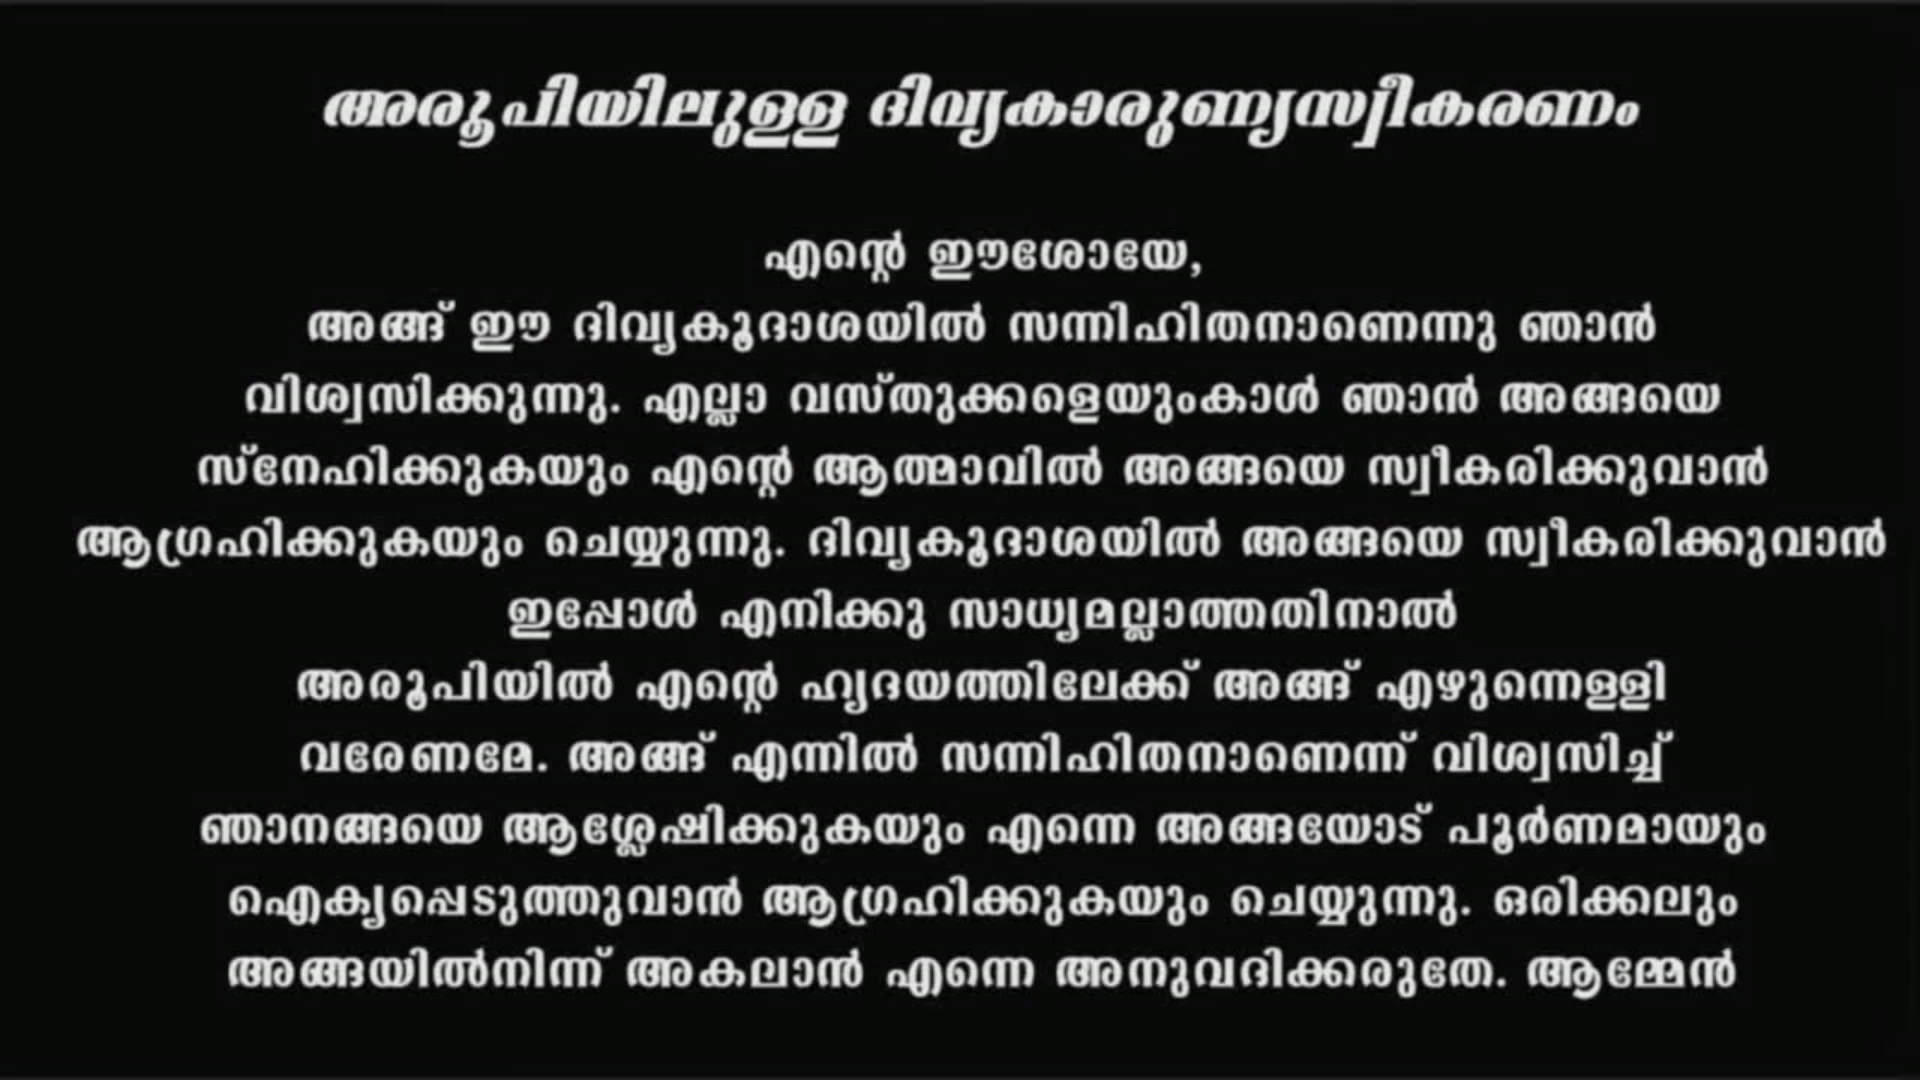 അരൂപിയിലുള്ള ദിവ്യകാരുണ്യസ്വീകരണം
എന്റെ ഈശോയേ,
അങ്ങ് ഈ ദിവ്യകൂദാശയിൽ സന്നിഹിതനാണെന്നു ഞാൻ
വിശ്വസിക്കുന്നു. എല്ലാ വസ്തുക്കളെയുംകാൾ ഞാൻ അങ്ങയെ
സ്നേഹിക്കുകയും എന്റെ ആത്മാവിൽ അങ്ങയെ സ്വീകരിക്കുവാൻ
ആഗ്രഹിക്കുകയും ചെയ്യുന്നു. ദിവ്യകൂദാശയിൽ അങ്ങയെ സ്വീകരിക്കുവാൻ
ഇപ്പോൾ എനിക്കു സാധ്യമല്ലാത്തതിനാൽ
അരൂപിയിൽ എന്റെ ഹൃദയത്തിലേക്ക് അങ്ങ് എഴുന്നെള്ളി
വരേണമേ. അങ്ങ് എന്നിൽ സന്നിഹിതനാണെന്ന് വിശ്വസിച്ച്
ഞാനങ്ങയെ ആശ്ലേഷിക്കുകയും എന്നെ അങ്ങയോട് പൂർണമായും
ഐക്യപ്പെടുത്തുവാൻ ആഗ്രഹിക്കുകയും ചെയ്യുന്നു. ഒരിക്കലും
അങ്ങയിൽനിന്ന് അകലാൻ എന്നെ അനുവദിക്കരുതേ. ആമ്മേൻ